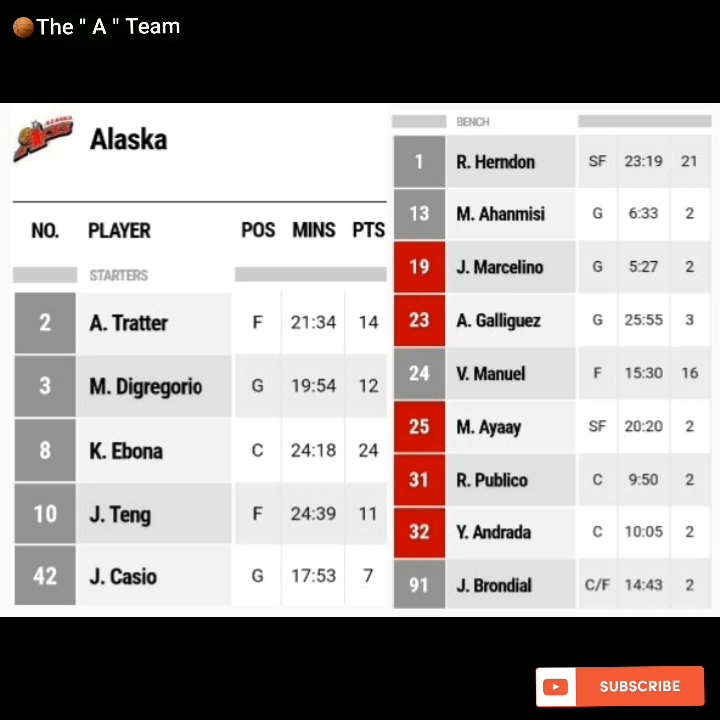 🏀The " A " Team
ALASKA
ACES
Alaska
NO. PLAYER POS MINS PTS
STARTERS
2 A. Tratter F 21:34 14
3 M. Digregorio G 19:54 12
8 K. Ebona C 24:18 24
10 J. Teng F 24:39 11
42 J. Casio G 17:53 7
BENCH
1 R. Herndon SF 23:19 21
13 M. Ahanmisi G 6:33 2
19 J. Marcelino G 5:27 2
23 A. Galliguez G 25:55 3
24 V. Manuel F 15:30 16
25 M. Ayaay SF 20:20 2
31 R. Publico C 9:50 2
32 Y. Andrada C 10:05 2
91 J. Brondial C/F 14:43 2
SUBSCRIBE